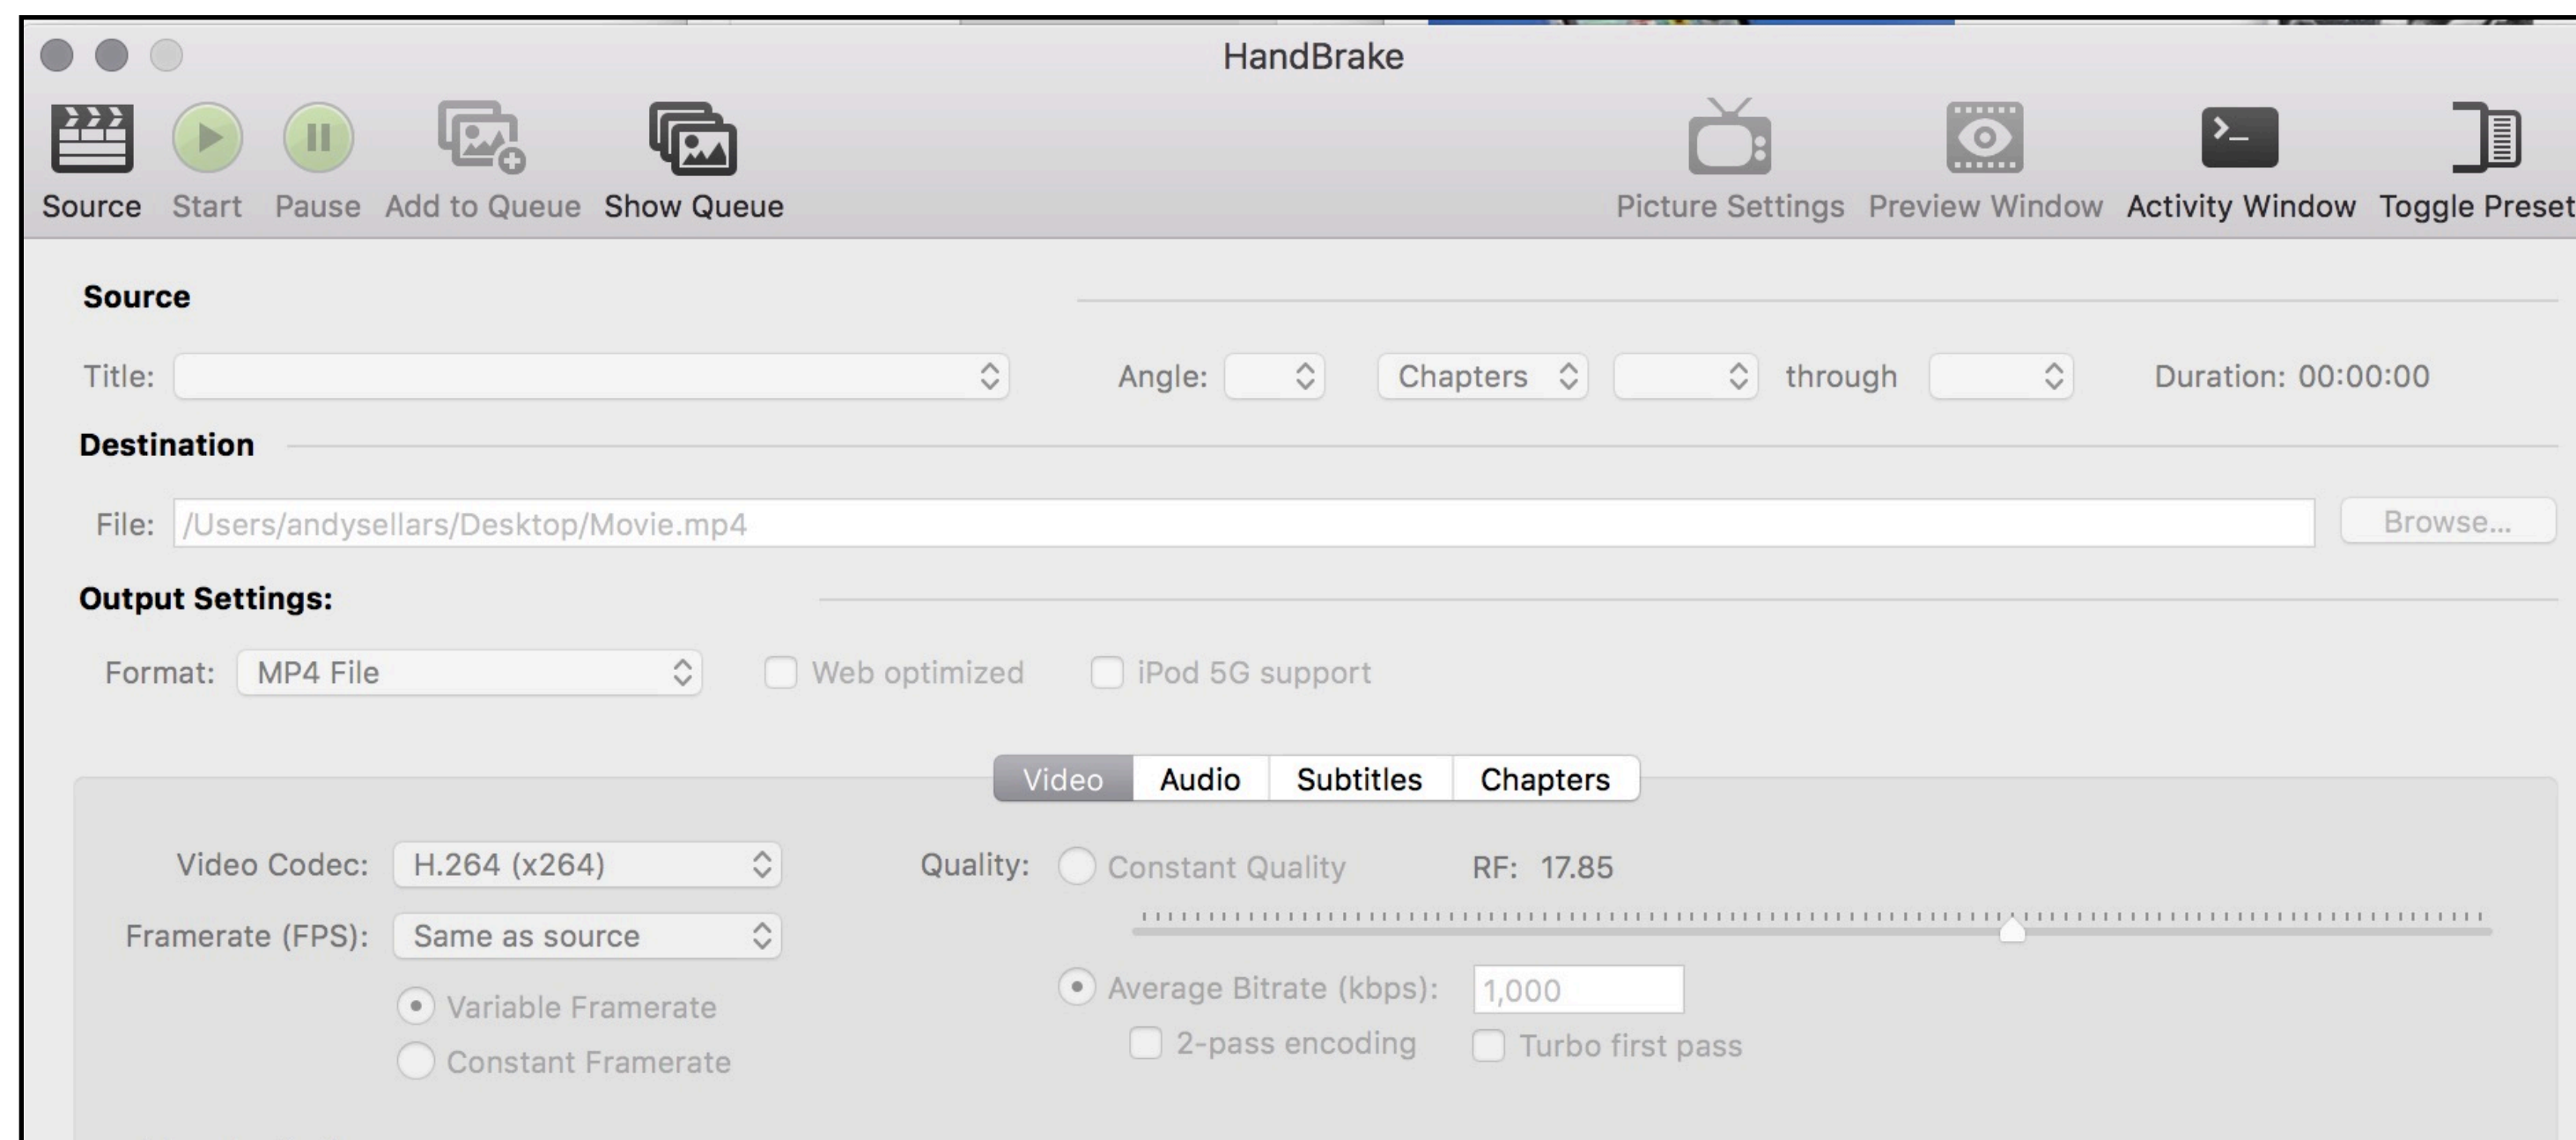 HandBrake
Source Start Pause Add to Queue Show Queue Picture Settings Preview Window Activity Window Toggle Preset
Source
Title: Angle: Chapters through Duration: 00:00:00
Destination
File: /Users/andysellars/Desktop/Movie.mp4 Browse...
Output Settings:
Format: MP4 File Web optimized iPod 5G support
Video Audio Subtitles Chapters
Video Codec: H.264 (x264) Quality: Constant Quality RF: 17.85
Framerate (FPS): Same as source
Variable Framerate Average Bitrate (kbps): 1,000
2-pass encoding Turbo first pass
Constant Framerate